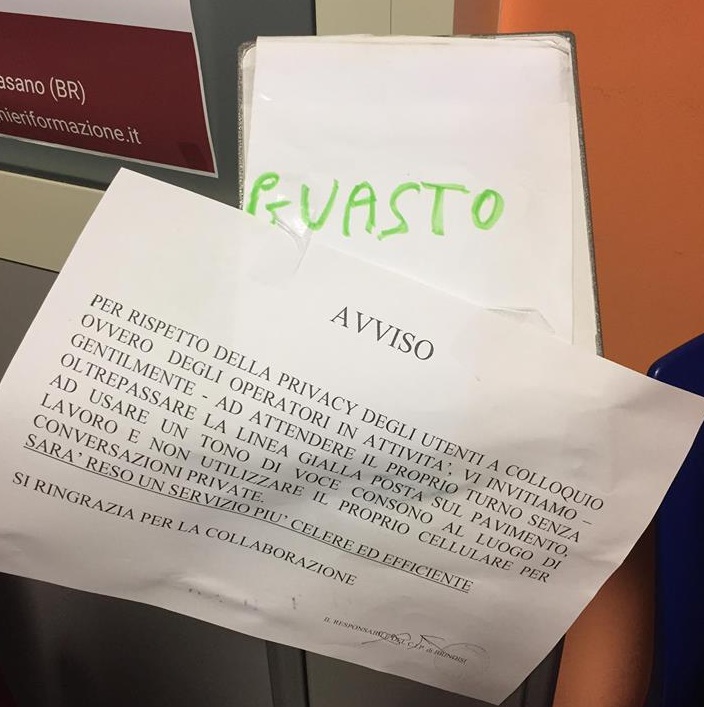 asano (BR)
nieriformazione.it
GUASTO
AVVISO
PER RISPETTO DELLA PRIVACY DEGLI UTENTI A COLLOQUIO
OVVERO DEGLI OPERATORI IN ATTIVITA', VI INVITIAMO –
GENTILMENTE - AD ATTENDERE IL PROPRIO TURNO SENZA
OLTREPASSARE LA LINEA GIALLA POSTA SUL PAVIMENTO,
AD USARE UN TONO DI VOCE CONSONO AL LUOGO DI
LAVORO E NON UTILIZZARE IL PROPRIO CELLULARE PER
CONVERSAZIONI PRIVATE.
SARA' RESO UN SERVIZIO PIU' CELERE ED EFFICIENTE
SI RINGRAZIA PER LA COLLABORAZIONE
IL RESPONSABILE DEL C.I.P. di BRINDISI